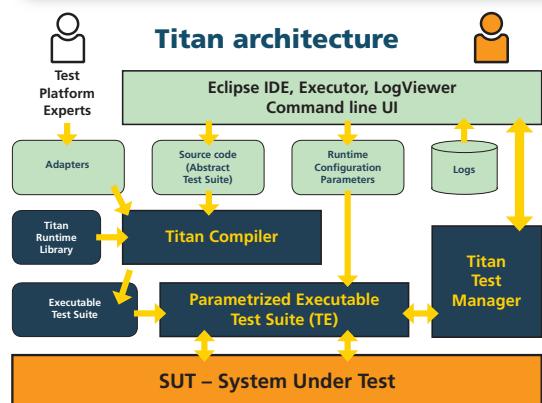 Titan architecture
Test
Platform
Experts
Eclipse IDE, Executor, LogViewer
Command line UI
Adapters
Source code
(Abstract
Test Suite)
Runtime
Configuration
Parameters
Logs
Titan
Runtime
Library
Titan Compiler
Titan
Test
Manager
Executable
Test Suite
Parametrized Executable
Test Suite (TE)
SUT – System Under Test